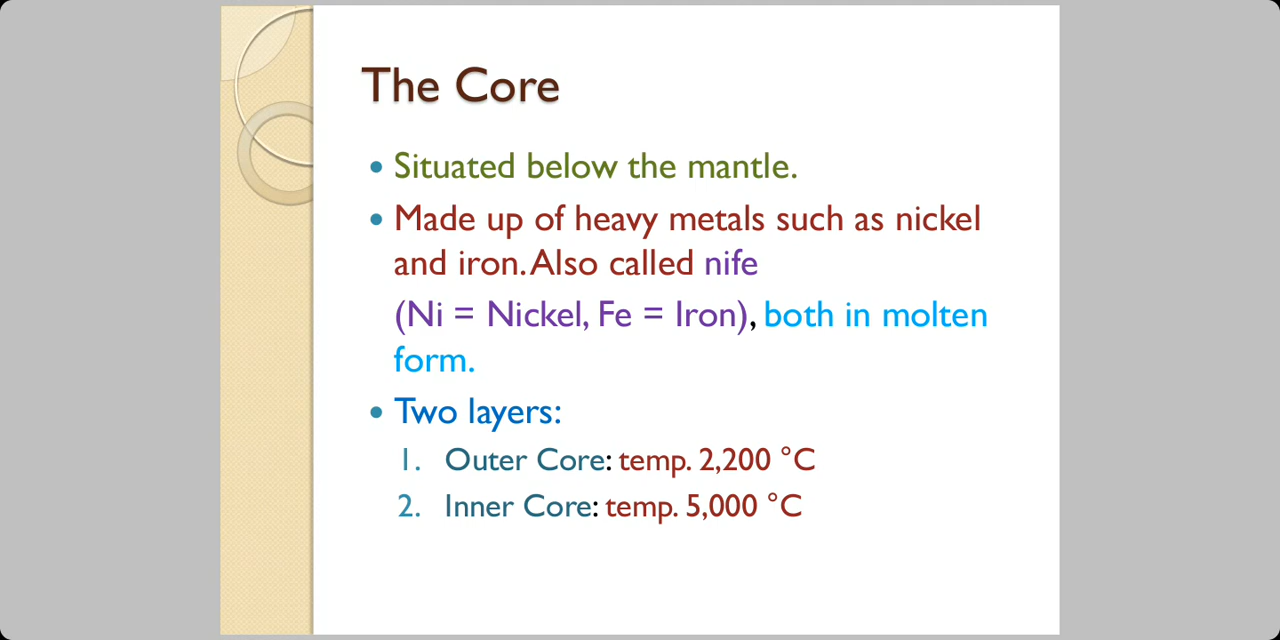 The Core
• Situated below the mantle.
• Made up of heavy metals such as nickel
and iron. Also called nife
(Ni = Nickel, Fe = Iron), both in molten
form.
• Two layers:
1. Outer Core: temp. 2,200 °C
2. Inner Core: temp. 5,000 °C